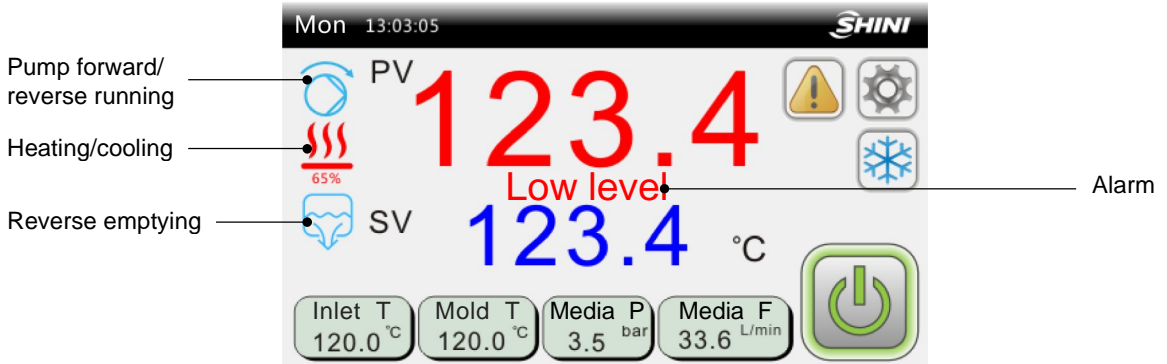 Mon 13:03:05 SHINI
Pump forward/
reverse running
PV 123.4
Heating/cooling
65%
Low level
Alarm
Reverse emptying
SV 123.4 °C
Inlet T Mold T Media P Media F
120.0 °C 120.0 °C 3.5 bar 33.6 L/min